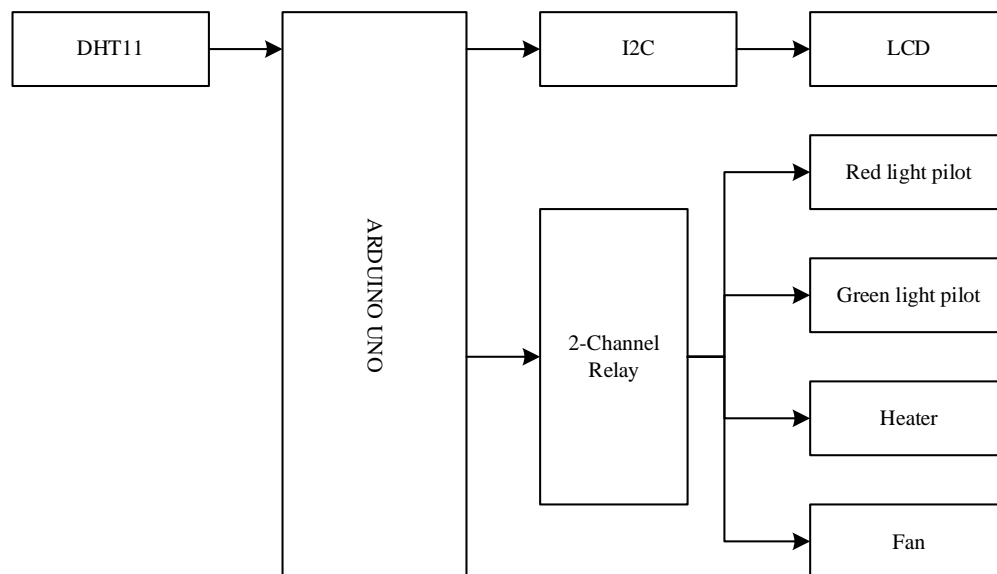 DHT11
ARDUINO UNO
I2C
LCD
2-Channel
Relay
Red light pilot
Green light pilot
Heater
Fan